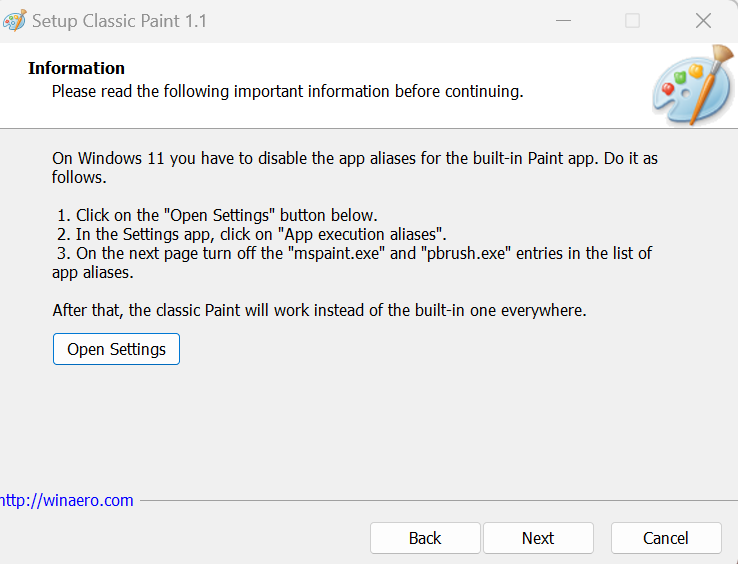 Setup Classic Paint 1.1
Information
Please read the following important information before continuing.
On Windows 11 you have to disable the app aliases for the built-in Paint app. Do it as
follows.
1. Click on the "Open Settings" button below.
2. In the Settings app, click on "App execution aliases".
3. On the next page turn off the "mspaint.exe" and "pbrush.exe" entries in the list of
app aliases.
After that, the classic Paint will work instead of the built-in one everywhere.
Open Settings
http://winaero.com
Back
Next
Cancel